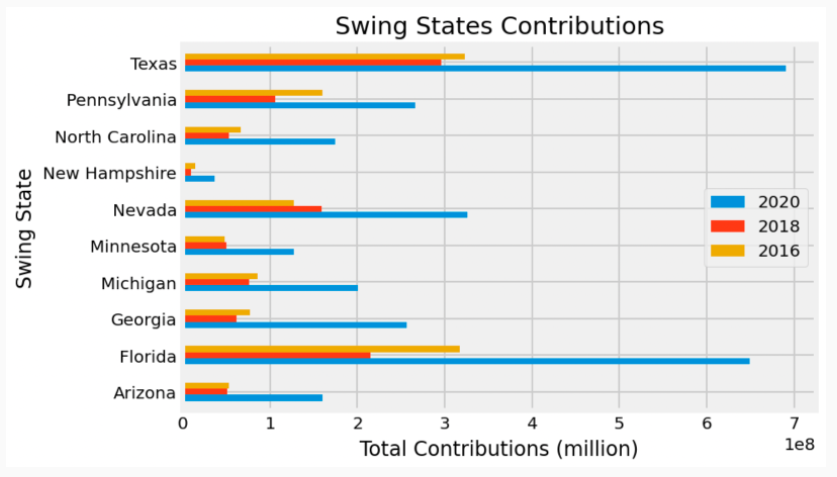 Swing States Contributions
Texas
Pennsylvania
North Carolina
New Hampshire
Nevada
Minnesota
Michigan
Georgia
Florida
Arizona
Swing State
2020
2018
2016
0 1 2 3 4 5 6 7
1e8
Total Contributions (million)